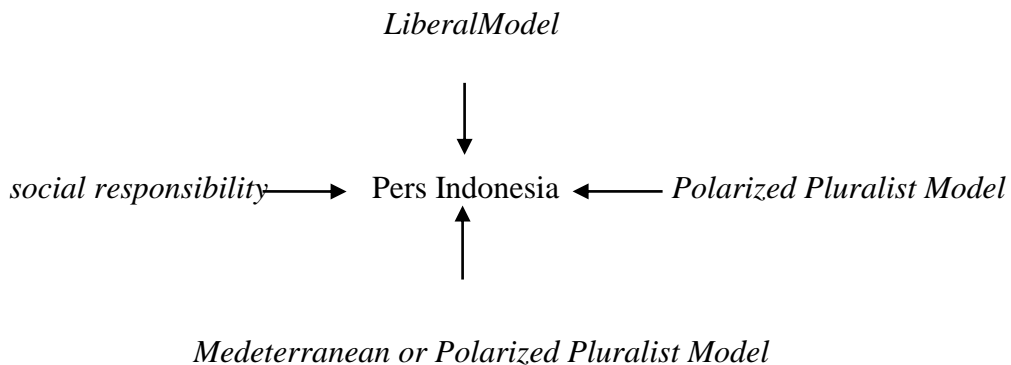 LiberalModel
social responsibility Pers Indonesia Polarized Pluralist Model
Medeterranean or Polarized Pluralist Model